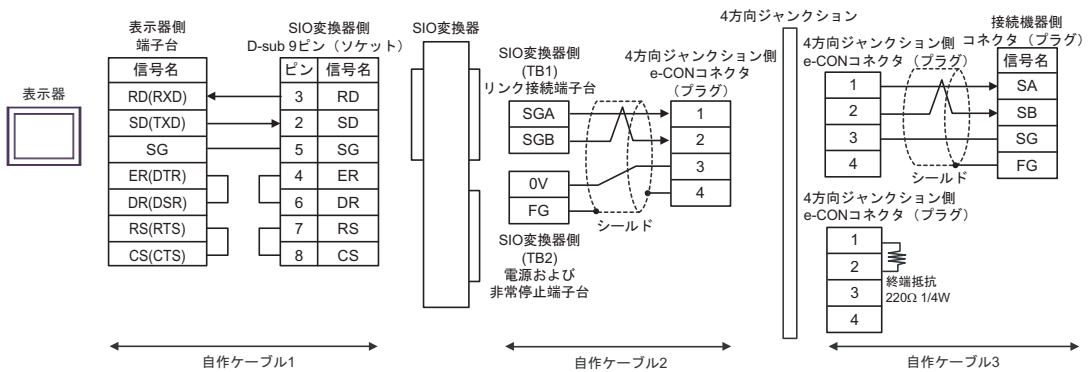 表示器
表示器側
端子台
信号名
RD(RXD)
SD(TXD)
SG
ER(DTR)
DR(DSR)
RS(RTS)
CS(CTS)
SIO変換器側
D-sub 9ピン（ソケット）
ピン 信号名
3 RD
2 SD
5 SG
4 ER
6 DR
7 RS
8 CS
自作ケーブル1
SIO変換器
SIO変換器側
(TB1)
リンク接続端子台
SGA
SGB
0V
FG
SIO変換器側
(TB2)
電源および
非常停止端子台
シールド
4方向ジャンクション側
e-CONコネクタ
（プラグ）
1
2
3
4
自作ケーブル2
4方向ジャンクション
4方向ジャンクション側
e-CONコネクタ（プラグ）
1
2
3
4
シールド
接続機器側
コネクタ（プラグ）
信号名
SA
SB
SG
FG
4方向ジャンクション側
e-CONコネクタ（プラグ）
1
2
3
4
終端抵抗
220Ω 1/4W
自作ケーブル3